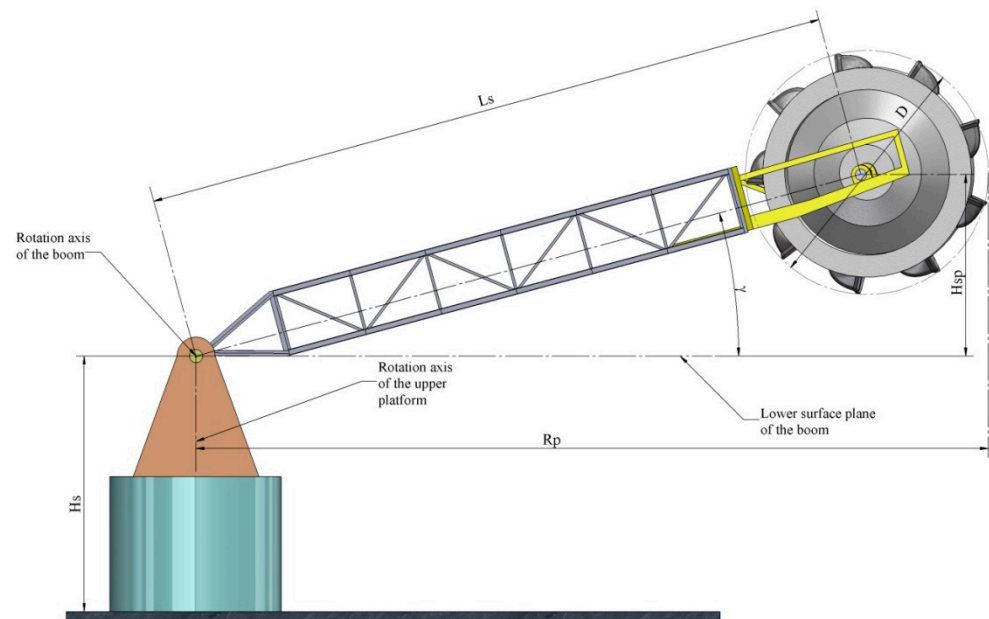 Ls
D
Rotation axis
of the boom
Hsp
γ
Rotation axis
of the upper
platform
Lower surface plane
of the boom
Rp
Hs